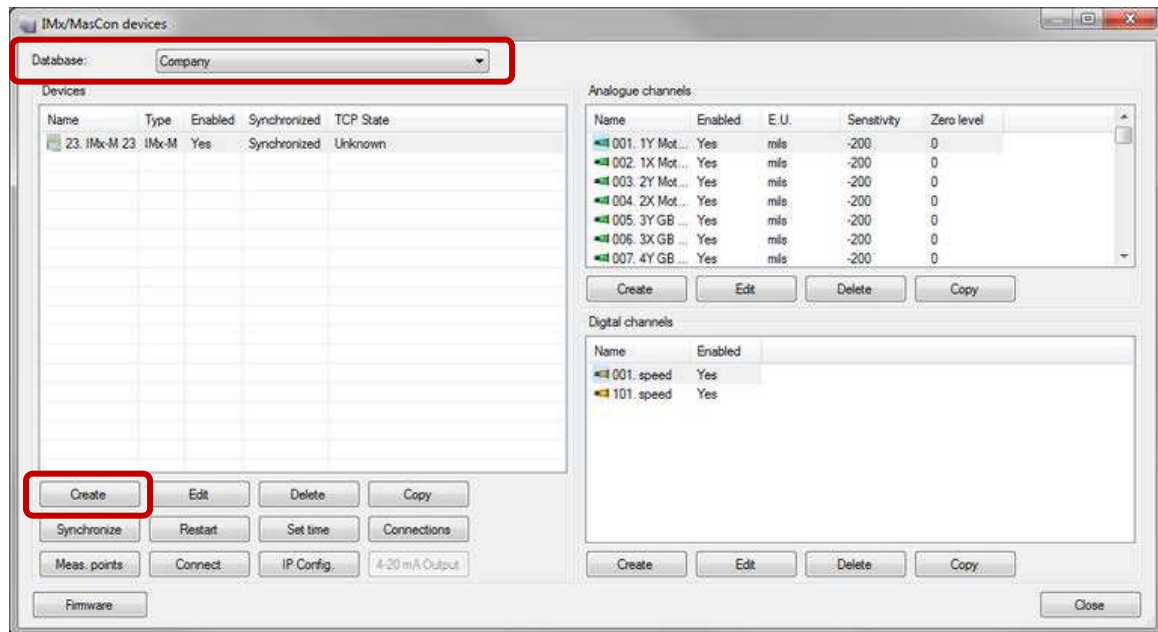 IMx/MasCon devices
Database: Company
Devices
Name Type Enabled Synchronized TCP State
23. IMx-M 23 IMx-M Yes Synchronized Unknown
Create Edit Delete Copy
Synchronize Restart Set time Connections
Meas. points Connect IP Config. 4-20 mA Output
Firmware
Analogue channels
Name Enabled E.U. Sensitivity Zero level
001. 1Y Mot... Yes mils -200 0
002. 1X Mot... Yes mils -200 0
003. 2Y Mot... Yes mils -200 0
004. 2X Mot... Yes mils -200 0
005. 3Y GB ... Yes mils -200 0
006. 3X GB ... Yes mils -200 0
007. 4Y GB ... Yes mils -200 0
Create Edit Delete Copy
Digital channels
Name Enabled
001. speed Yes
101. speed Yes
Create Edit Delete Copy
Close